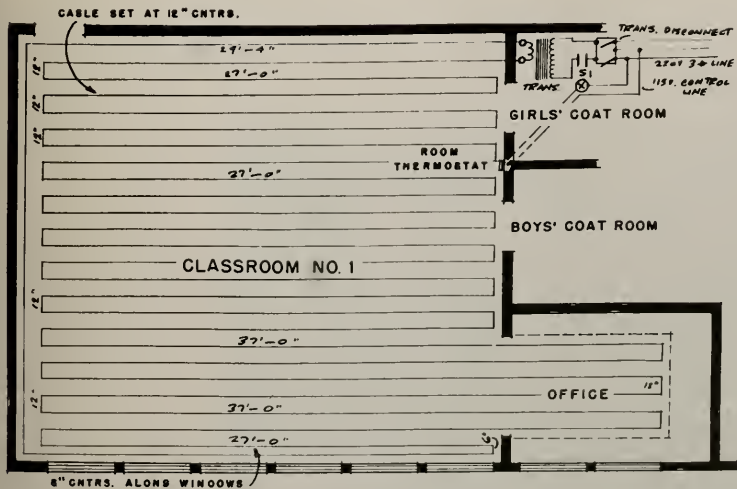 CABLE SET AT 12" CNTRS.
29'-4"
27'-0"
12"
12"
12"
TRANS. DISCONNECT
220V 3φ LINE
115V. CONTROL
LINE
TRANS.
S1
GIRLS' COAT ROOM
ROOM
THERMOSTAT
27'-0"
BOYS' COAT ROOM
CLASSROOM NO. 1
12"
37'-0"
12"
OFFICE
37'-0"
27'-0"
6"
6" CNTRS. ALONG WINDOWS